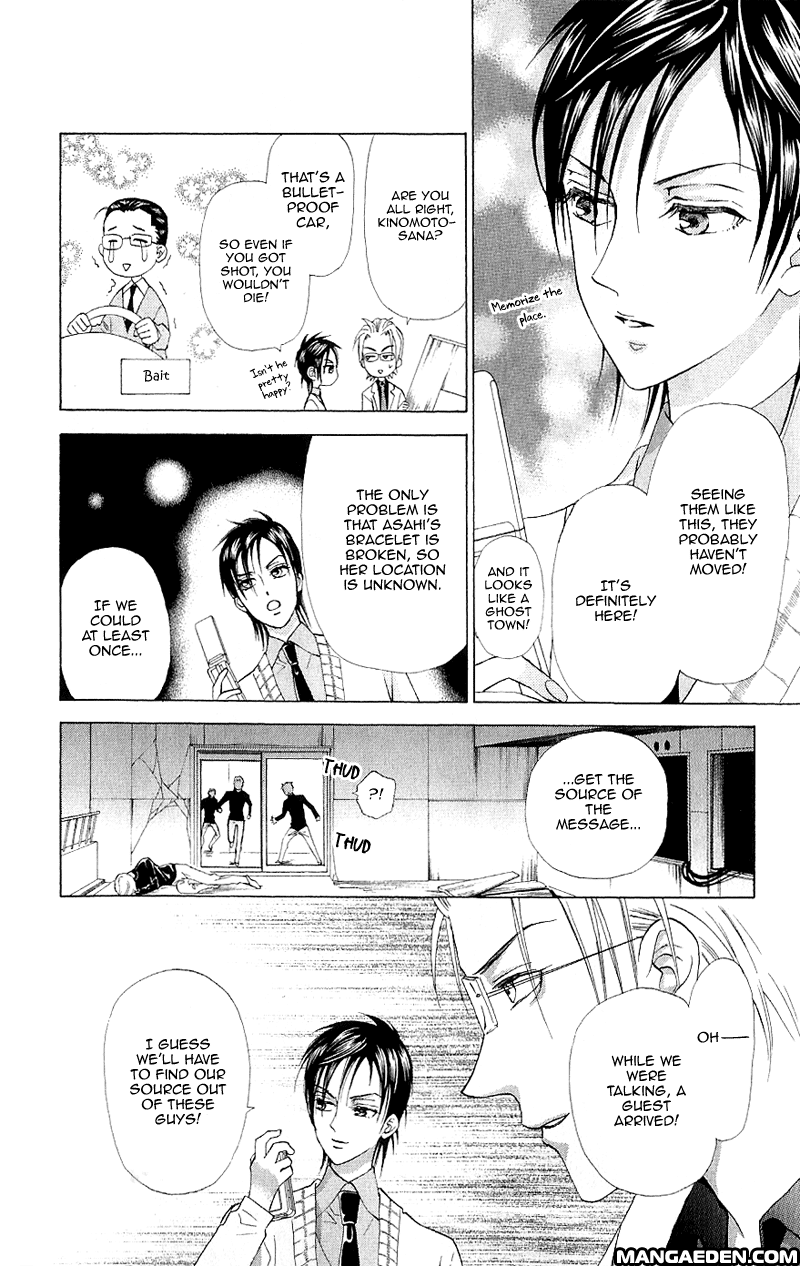 Memorize the
place.
SEEING
THEM LIKE
THIS, THEY
PROBABLY
HAVEN'T
MOVED!
IT'S
DEFINITELY
HERE!
AND IT
LOOKS
LIKE A
GHOST
TOWN!
ARE YOU
ALL RIGHT,
KINOMOTO-
SANA?
THAT'S A
BULLET-
PROOF
CAR,
SO EVEN IF
YOU GOT
SHOT, YOU
WOULDN'T
DIE!
Isn't he
pretty
happy?
Bait
THE ONLY
PROBLEM IS
THAT ASAHI'S
BRACELET IS
BROKEN, SO
HER LOCATION
IS UNKNOWN.
IF WE
COULD
AT LEAST
ONCE...
...GET THE
SOURCE OF
THE
MESSAGE...
?!
THUD
THUD
OH—
WHILE WE
WERE
TALKING, A
GUEST
ARRIVED!
I GUESS
WE'LL HAVE
TO FIND OUR
SOURCE OUT
OF THESE
GUYS!
MANGAEDEN.COM